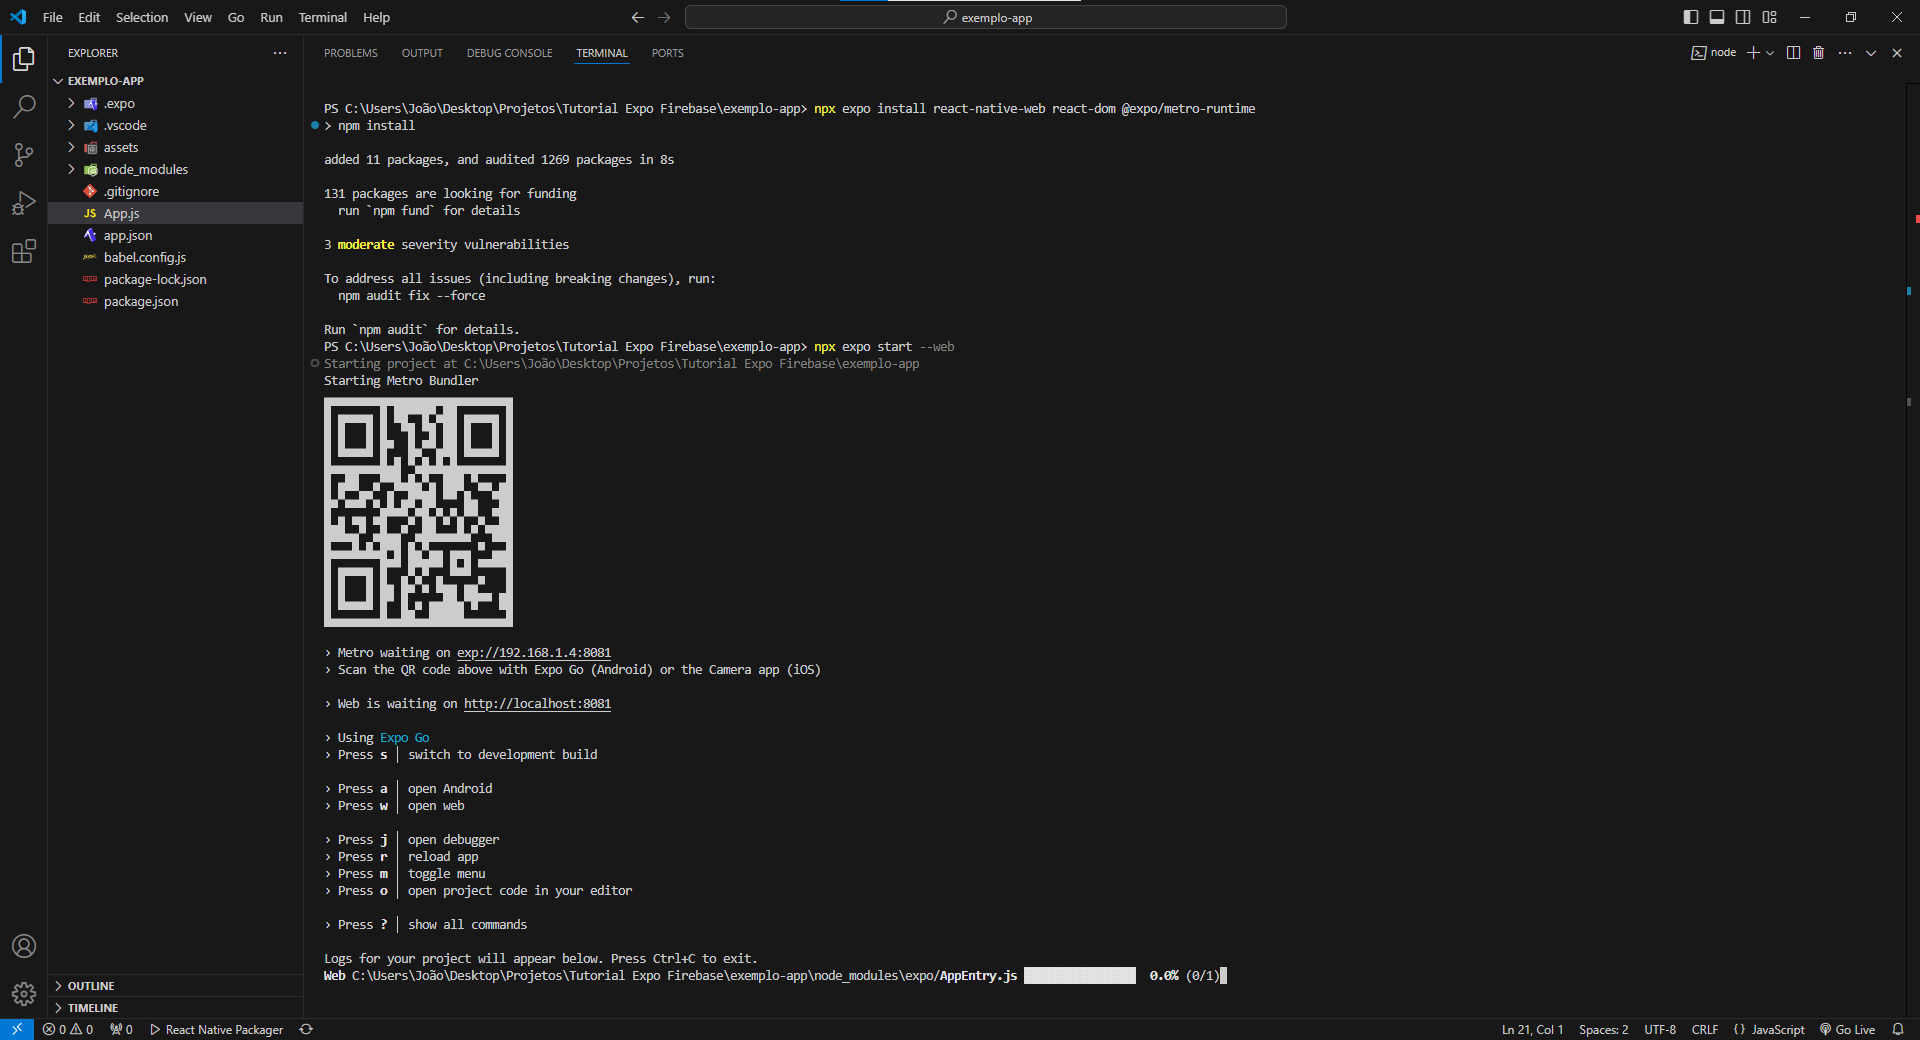 File Edit Selection View Go Run Terminal Help
exemplo-app
EXPLORER
EXEMPLO-APP
.expo
.vscode
assets
node_modules
.gitignore
JS App.js
app.json
babel.config.js
package-lock.json
package.json
OUTLINE
TIMELINE
PROBLEMS OUTPUT DEBUG CONSOLE TERMINAL PORTS
node
PS C:\Users\João\Desktop\Projetos\Tutorial Expo Firebase\exemplo-app> npx expo install react-native-web react-dom @expo/metro-runtime
> npm install
added 11 packages, and audited 1269 packages in 8s
131 packages are looking for funding
run `npm fund` for details
3 moderate severity vulnerabilities
To address all issues (including breaking changes), run:
npm audit fix --force
Run `npm audit` for details.
PS C:\Users\João\Desktop\Projetos\Tutorial Expo Firebase\exemplo-app> npx expo start --web
Starting project at C:\Users\João\Desktop\Projetos\Tutorial Expo Firebase\exemplo-app
Starting Metro Bundler
› Metro waiting on exp://192.168.1.4:8081
› Scan the QR code above with Expo Go (Android) or the Camera app (iOS)
› Web is waiting on http://localhost:8081
› Using Expo Go
› Press s │ switch to development build
› Press a │ open Android
› Press w │ open web
› Press j │ open debugger
› Press r │ reload app
› Press m │ toggle menu
› Press o │ open project code in your editor
› Press ? │ show all commands
Logs for your project will appear below. Press Ctrl+C to exit.
Web C:\Users\João\Desktop\Projetos\Tutorial Expo Firebase\exemplo-app\node_modules\expo/AppEntry.js 0.0% (0/1)
0 0 0 React Native Packager
Ln 21, Col 1 Spaces: 2 UTF-8 CRLF {} JavaScript Go Live